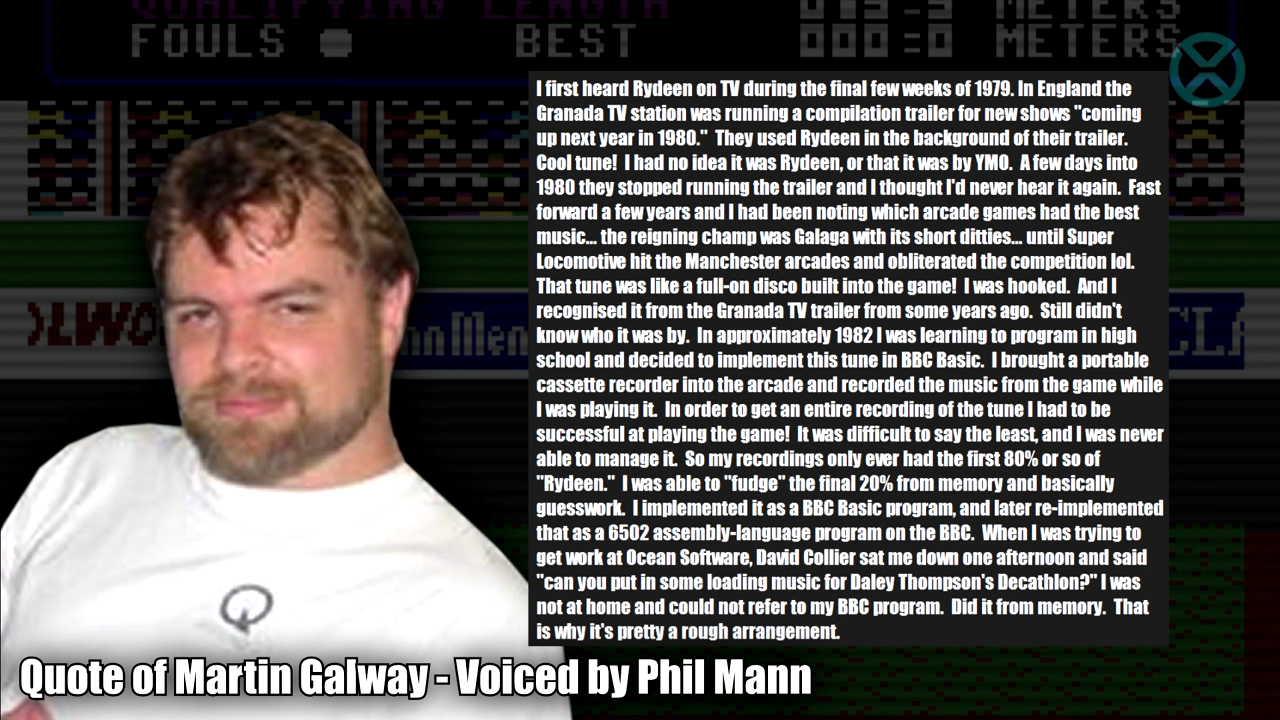 QUALIFYING LENGTH
METERS
FOULS BEST METERS
I first heard Rydeen on TV during the final few weeks of 1979. In England the
Granada TV station was running a compilation trailer for new shows "coming
up next year in 1980."  They used Rydeen in the background of their trailer.
Cool tune!  I had no idea it was Rydeen, or that it was by YMO.  A few days into
1980 they stopped running the trailer and I thought I'd never hear it again.  Fast
forward a few years and I had been noting which arcade games had the best
music... the reigning champ was Galaga with its short ditties... until Super
Locomotive hit the Manchester arcades and obliterated the competition lol.
That tune was like a full-on disco built into the game!  I was hooked.  And I
recognised it from the Granada TV trailer from some years ago.  Still didn't
know who it was by.  In approximately 1982 I was learning to program in high
school and decided to implement this tune in BBC Basic.  I brought a portable
cassette recorder into the arcade and recorded the music from the game while
I was playing it.  In order to get an entire recording of the tune I had to be
successful at playing the game!  It was difficult to say the least, and I was never
able to manage it.  So my recordings only ever had the first 80% or so of
"Rydeen."  I was able to "fudge" the final 20% from memory and basically
guesswork.  I implemented it as a BBC Basic program, and later re-implemented
that as a 6502 assembly-language program on the BBC.  When I was trying to
get work at Ocean Software, David Collier sat me down one afternoon and said
"can you put in some loading music for Daley Thompson's Decathlon?" I was
not at home and could not refer to my BBC program.  Did it from memory.  That
is why it's pretty a rough arrangement.
Quote of Martin Galway - Voiced by Phil Mann